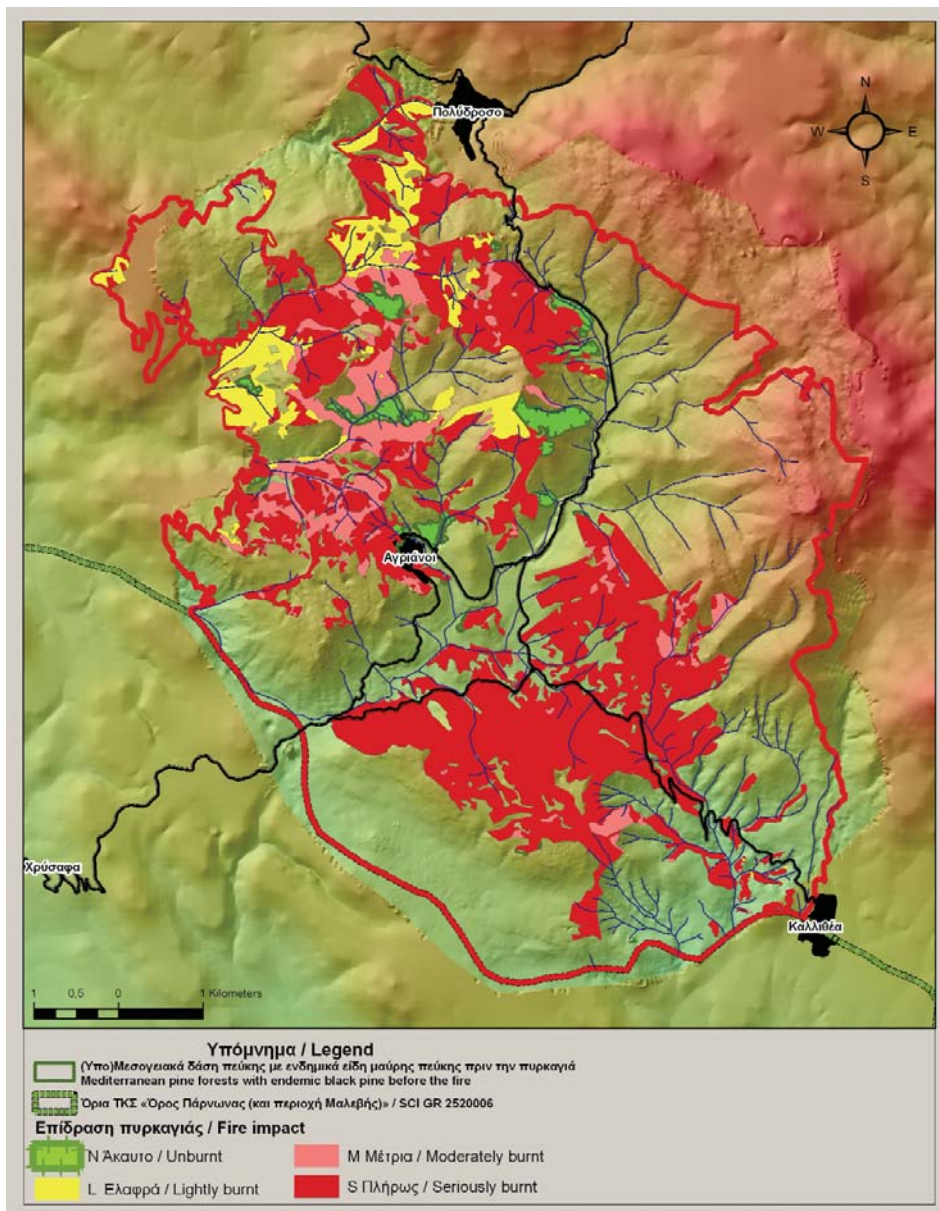 N
W E
S
Πολύδροσο
Αγριάνοι
Χρύσαφα
Καλλιθέα
1 0,5 0 1 Kilometers
Υπόμνημα / Legend
(Υπο)Μεσογειακά δάση πεύκης με ενδημικά είδη μαύρης πεύκης πριν την πυρκαγιά
Mediterranean pine forests with endemic black pine before the fire
Όρια ΤΚΣ «Όρος Πάρνωνας (και περιοχή Μαλεβής)» / SCI GR 2520006
Επίδραση πυρκαγιάς / Fire impact
N Άκαυτο / Unburnt
M Μέτρια / Moderately burnt
L Ελαφρά / Lightly burnt
S Πλήρως / Seriously burnt